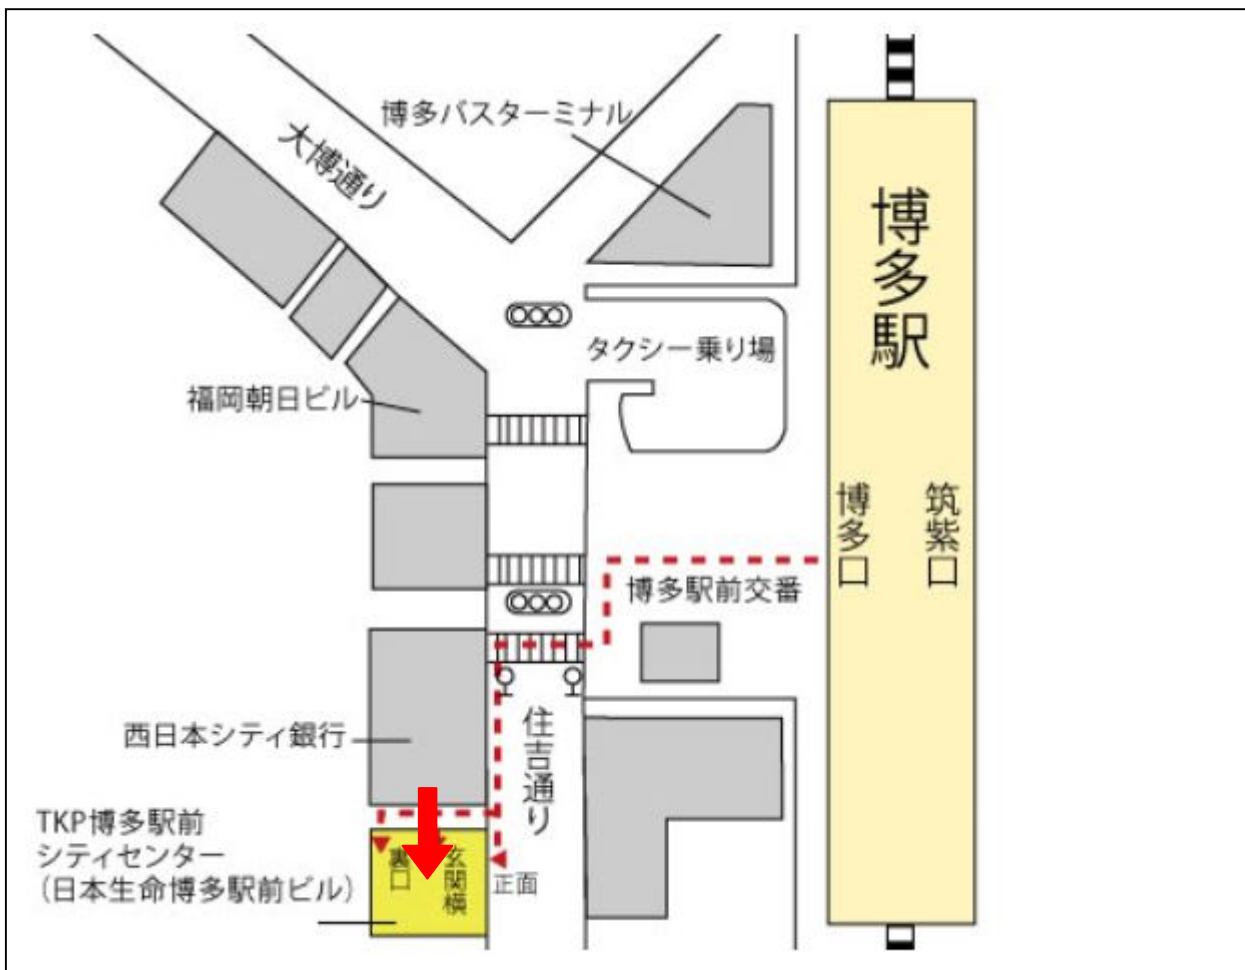 博多バスターミナル
大博通り
博多駅
タクシー乗り場
福岡朝日ビル
博多口
筑紫口
博多駅前交番
西日本シティ銀行
住吉通り
TKP博多駅前
シティセンター
（日本生命博多駅前ビル）
裏口
玄関横
正面